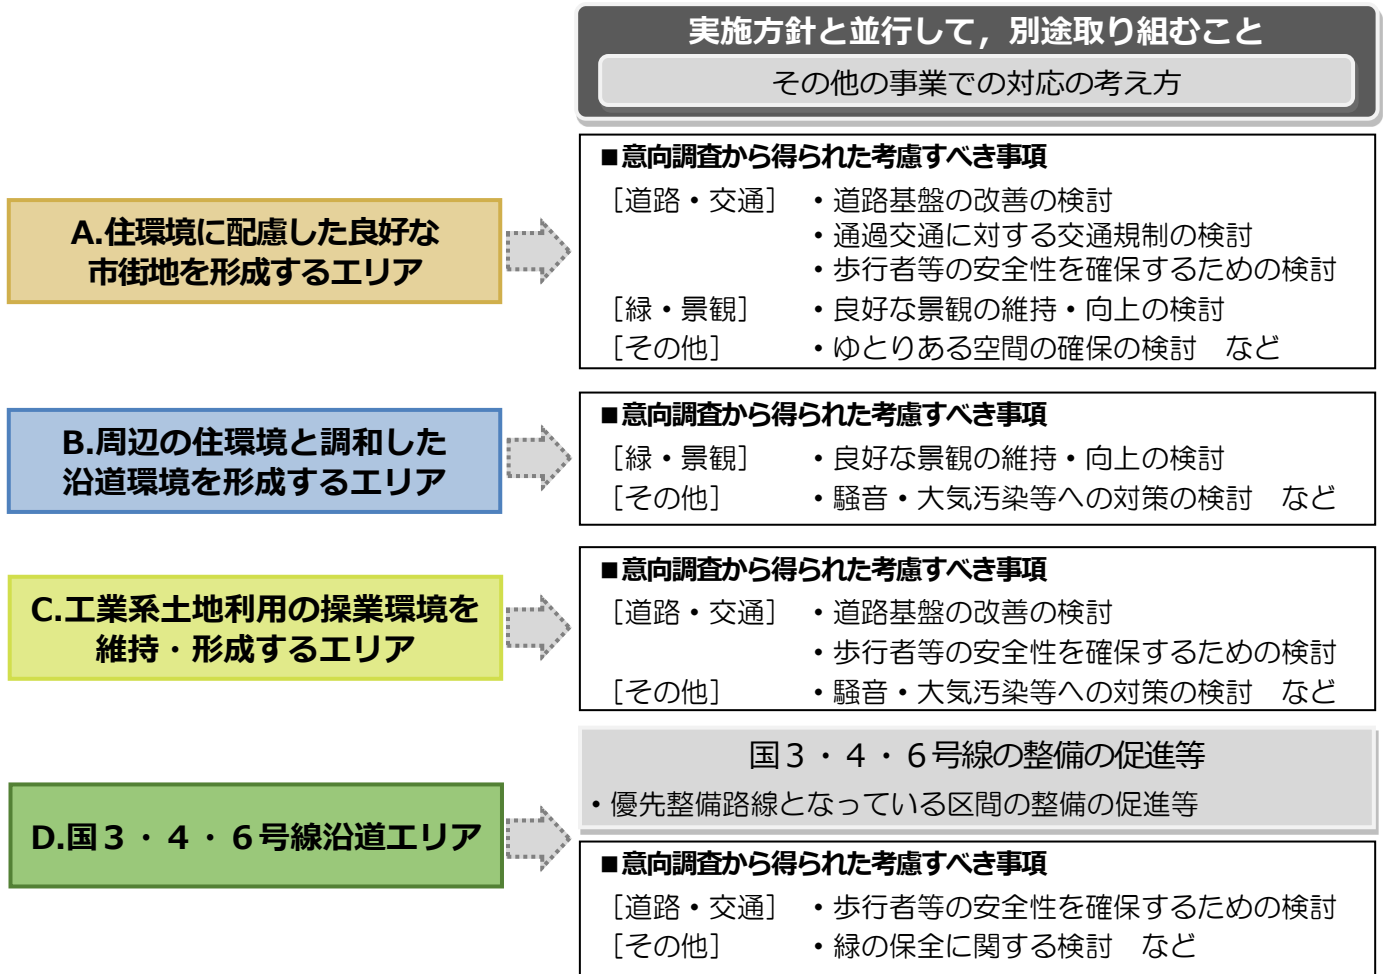 実施方針と並行して，別途取り組むこと
その他の事業での対応の考え方
A.住環境に配慮した良好な
市街地を形成するエリア
■意向調査から得られた考慮すべき事項
［道路・交通］ ・道路基盤の改善の検討
・通過交通に対する交通規制の検討
・歩行者等の安全性を確保するための検討
［緑・景観］ ・良好な景観の維持・向上の検討
［その他］ ・ゆとりある空間の確保の検討　など
B.周辺の住環境と調和した
沿道環境を形成するエリア
■意向調査から得られた考慮すべき事項
［緑・景観］ ・良好な景観の維持・向上の検討
［その他］ ・騒音・大気汚染等への対策の検討　など
C.工業系土地利用の操業環境を
維持・形成するエリア
■意向調査から得られた考慮すべき事項
［道路・交通］ ・道路基盤の改善の検討
・歩行者等の安全性を確保するための検討
［その他］ ・騒音・大気汚染等への対策の検討　など
D.国３・４・６号線沿道エリア
国３・４・６号線の整備の促進等
・優先整備路線となっている区間の整備の促進等
■意向調査から得られた考慮すべき事項
［道路・交通］ ・歩行者等の安全性を確保するための検討
［その他］ ・緑の保全に関する検討　など